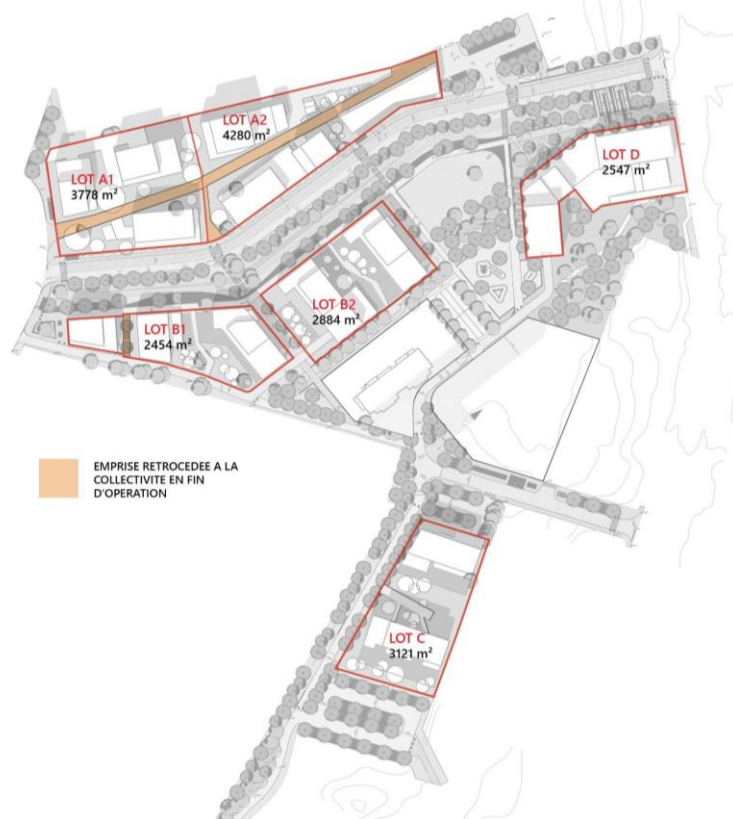 LOT A2
4280 m²
LOT A1
3778 m²
LOT D
2547 m²
LOT B2
2884 m²
LOT B1
2454 m²
EMPRISE RETROCEDEE A LA
COLLECTIVITE EN FIN
D'OPERATION
LOT C
3121 m²